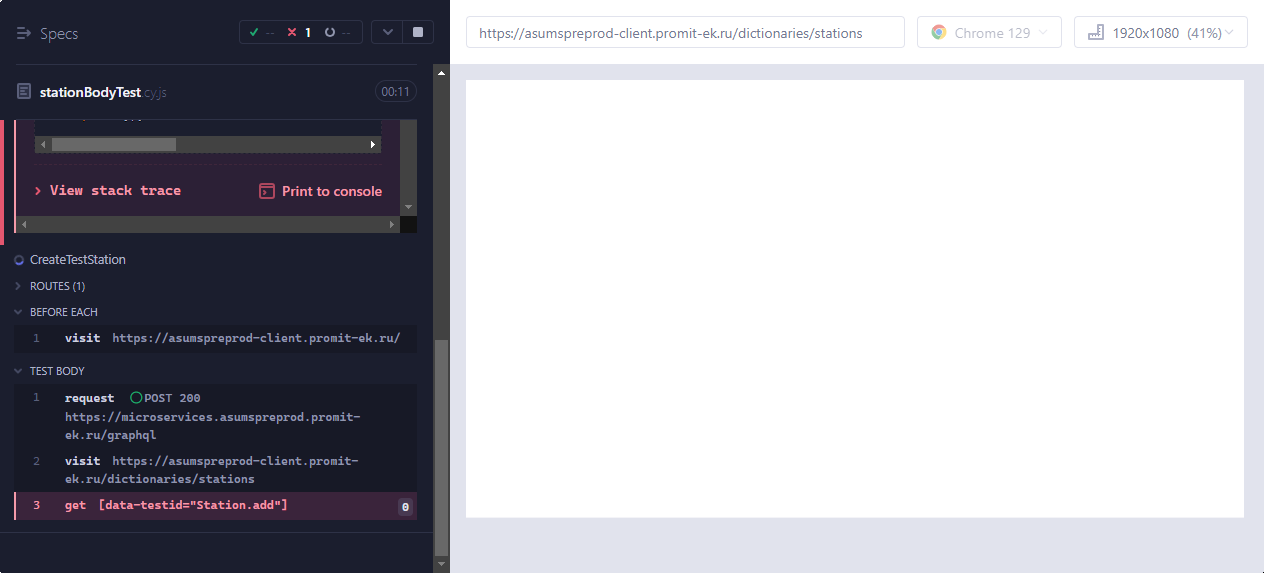 Specs
-- 1 --
stationBodyTest.cy.js 00:11
View stack trace Print to console
CreateTestStation
ROUTES (1)
BEFORE EACH
1 visit https://asumspreprod-client.promit-ek.ru/
TEST BODY
1 request POST 200
https://microservices.asumspreprod.promit-
ek.ru/graphql
2 visit https://asumspreprod-client.promit-
ek.ru/dictionaries/stations
3 get [data-testid="Station.add"] 0
https://asumspreprod-client.promit-ek.ru/dictionaries/stations
Chrome 129
1920x1080 (41%)